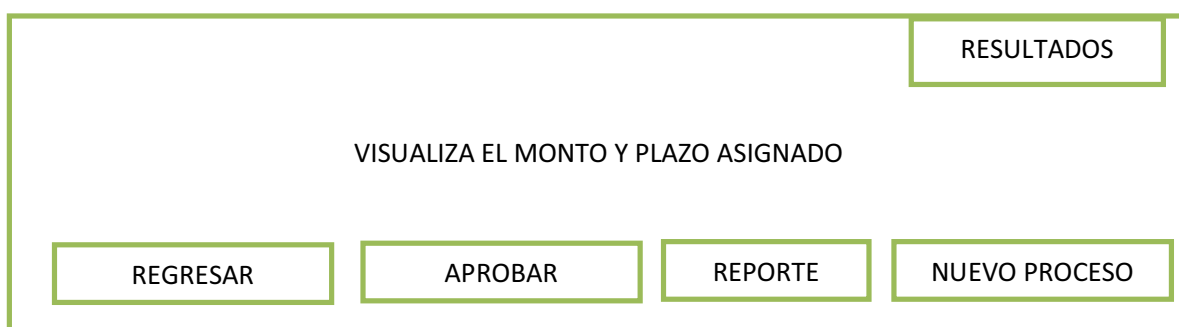 RESULTADOS
VISUALIZA EL MONTO Y PLAZO ASIGNADO
REGRESAR
APROBAR
REPORTE
NUEVO PROCESO